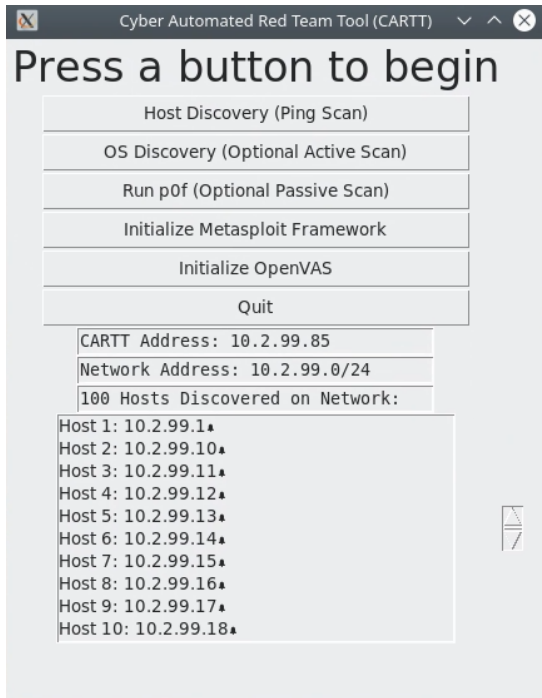 Cyber Automated Red Team Tool (CARTT)
Press a button to begin
Host Discovery (Ping Scan)
OS Discovery (Optional Active Scan)
Run p0f (Optional Passive Scan)
Initialize Metasploit Framework
Initialize OpenVAS
Quit
CARTT Address: 10.2.99.85
Network Address: 10.2.99.0/24
100 Hosts Discovered on Network:
Host 1: 10.2.99.1
Host 2: 10.2.99.10
Host 3: 10.2.99.11
Host 4: 10.2.99.12
Host 5: 10.2.99.13
Host 6: 10.2.99.14
Host 7: 10.2.99.15
Host 8: 10.2.99.16
Host 9: 10.2.99.17
Host 10: 10.2.99.18